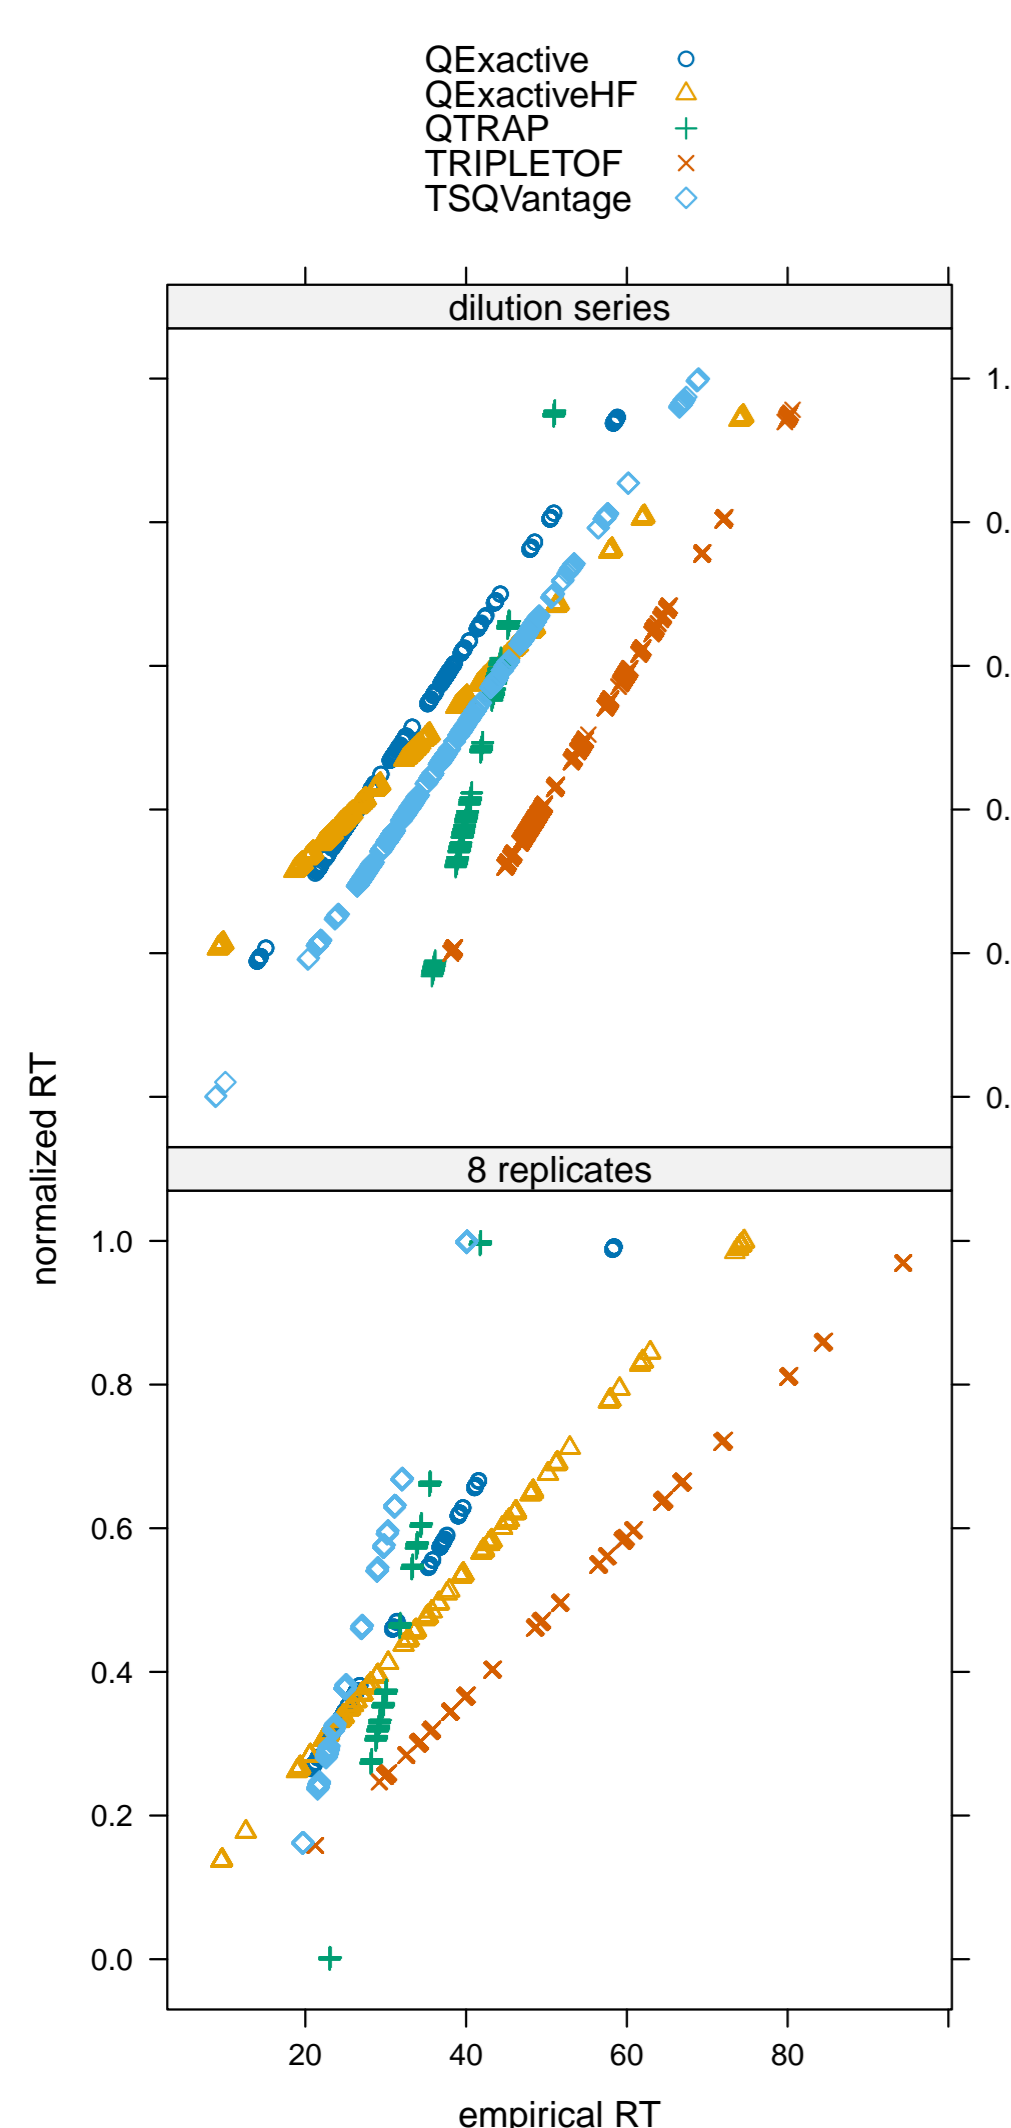 QExactive
QExactiveHF
QTRAP
TRIPLETOF
TSQVantage
dilution series
1.
0.
0.
0.
0.
0.
normalized RT
8 replicates
1.0
0.8
0.6
0.4
0.2
0.0
20 40 60 80
empirical RT